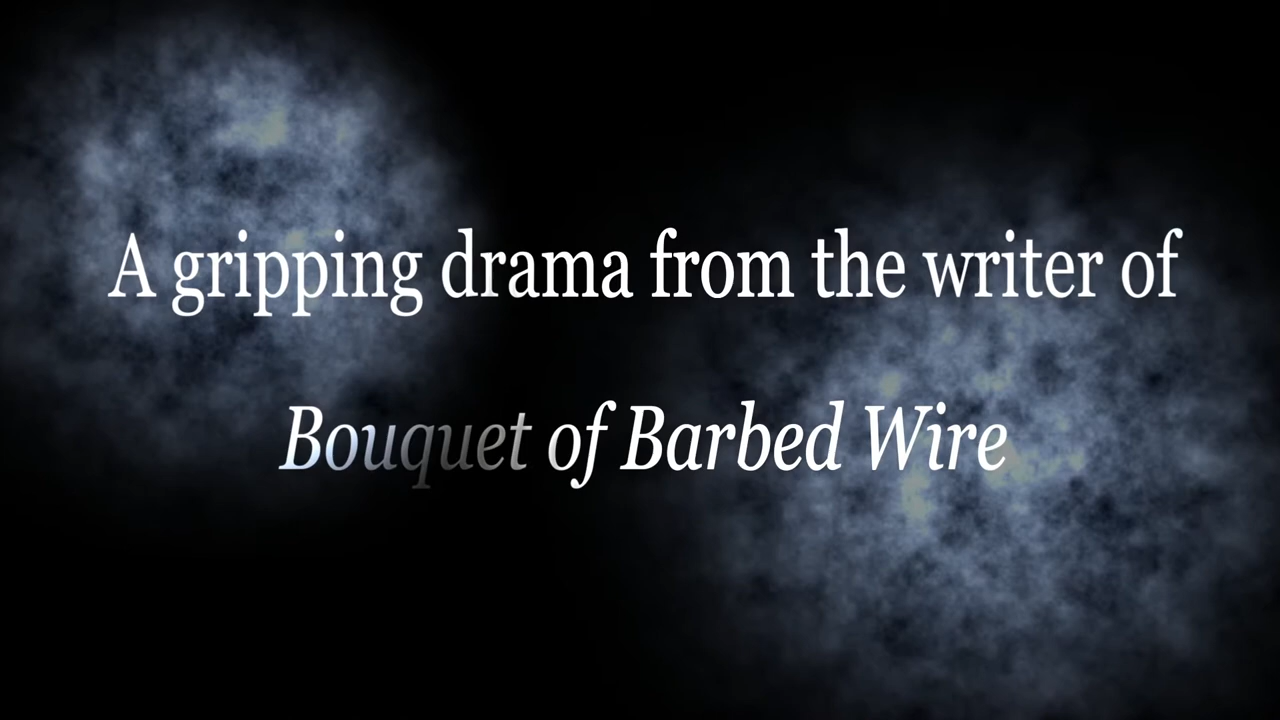 A gripping drama from the writer of
Bouquet of Barbed Wire